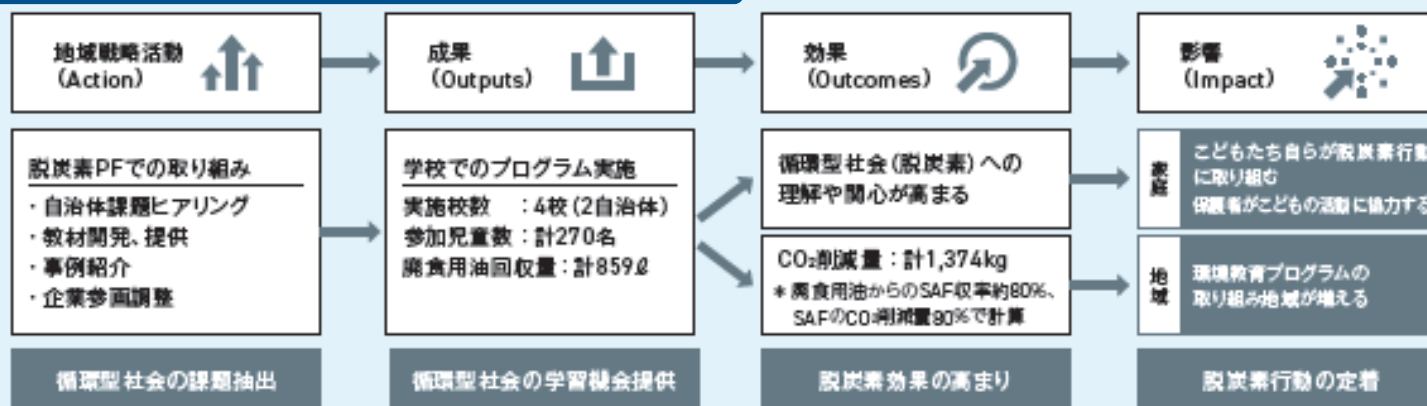 地域戦略活動
(Action)
成果
(Outputs)
効果
(Outcomes)
影響
(Impact)
脱炭素PFでの取り組み
・自治体課題ヒアリング
・教材開発、提供
・事例紹介
・企業参画調整
学校でのプログラム実施
実施校数 ：4校(2自治体)
参加児童数：計270名
廃食用油回収量：計859ℓ
循環型社会(脱炭素)への
理解や関心が高まる
CO₂削減量：計1,374kg
＊廃食用油からのSAF収率約80%、
SAFのCO₂削減量80%で計算
家庭
こどもたち自らが脱炭素行動
に取り組む
保護者がこどもの活動に協力する
地域
環境教育プログラムの
取り組み地域が増える
循環型社会の課題抽出
循環型社会の学習機会提供
脱炭素効果の高まり
脱炭素行動の定着